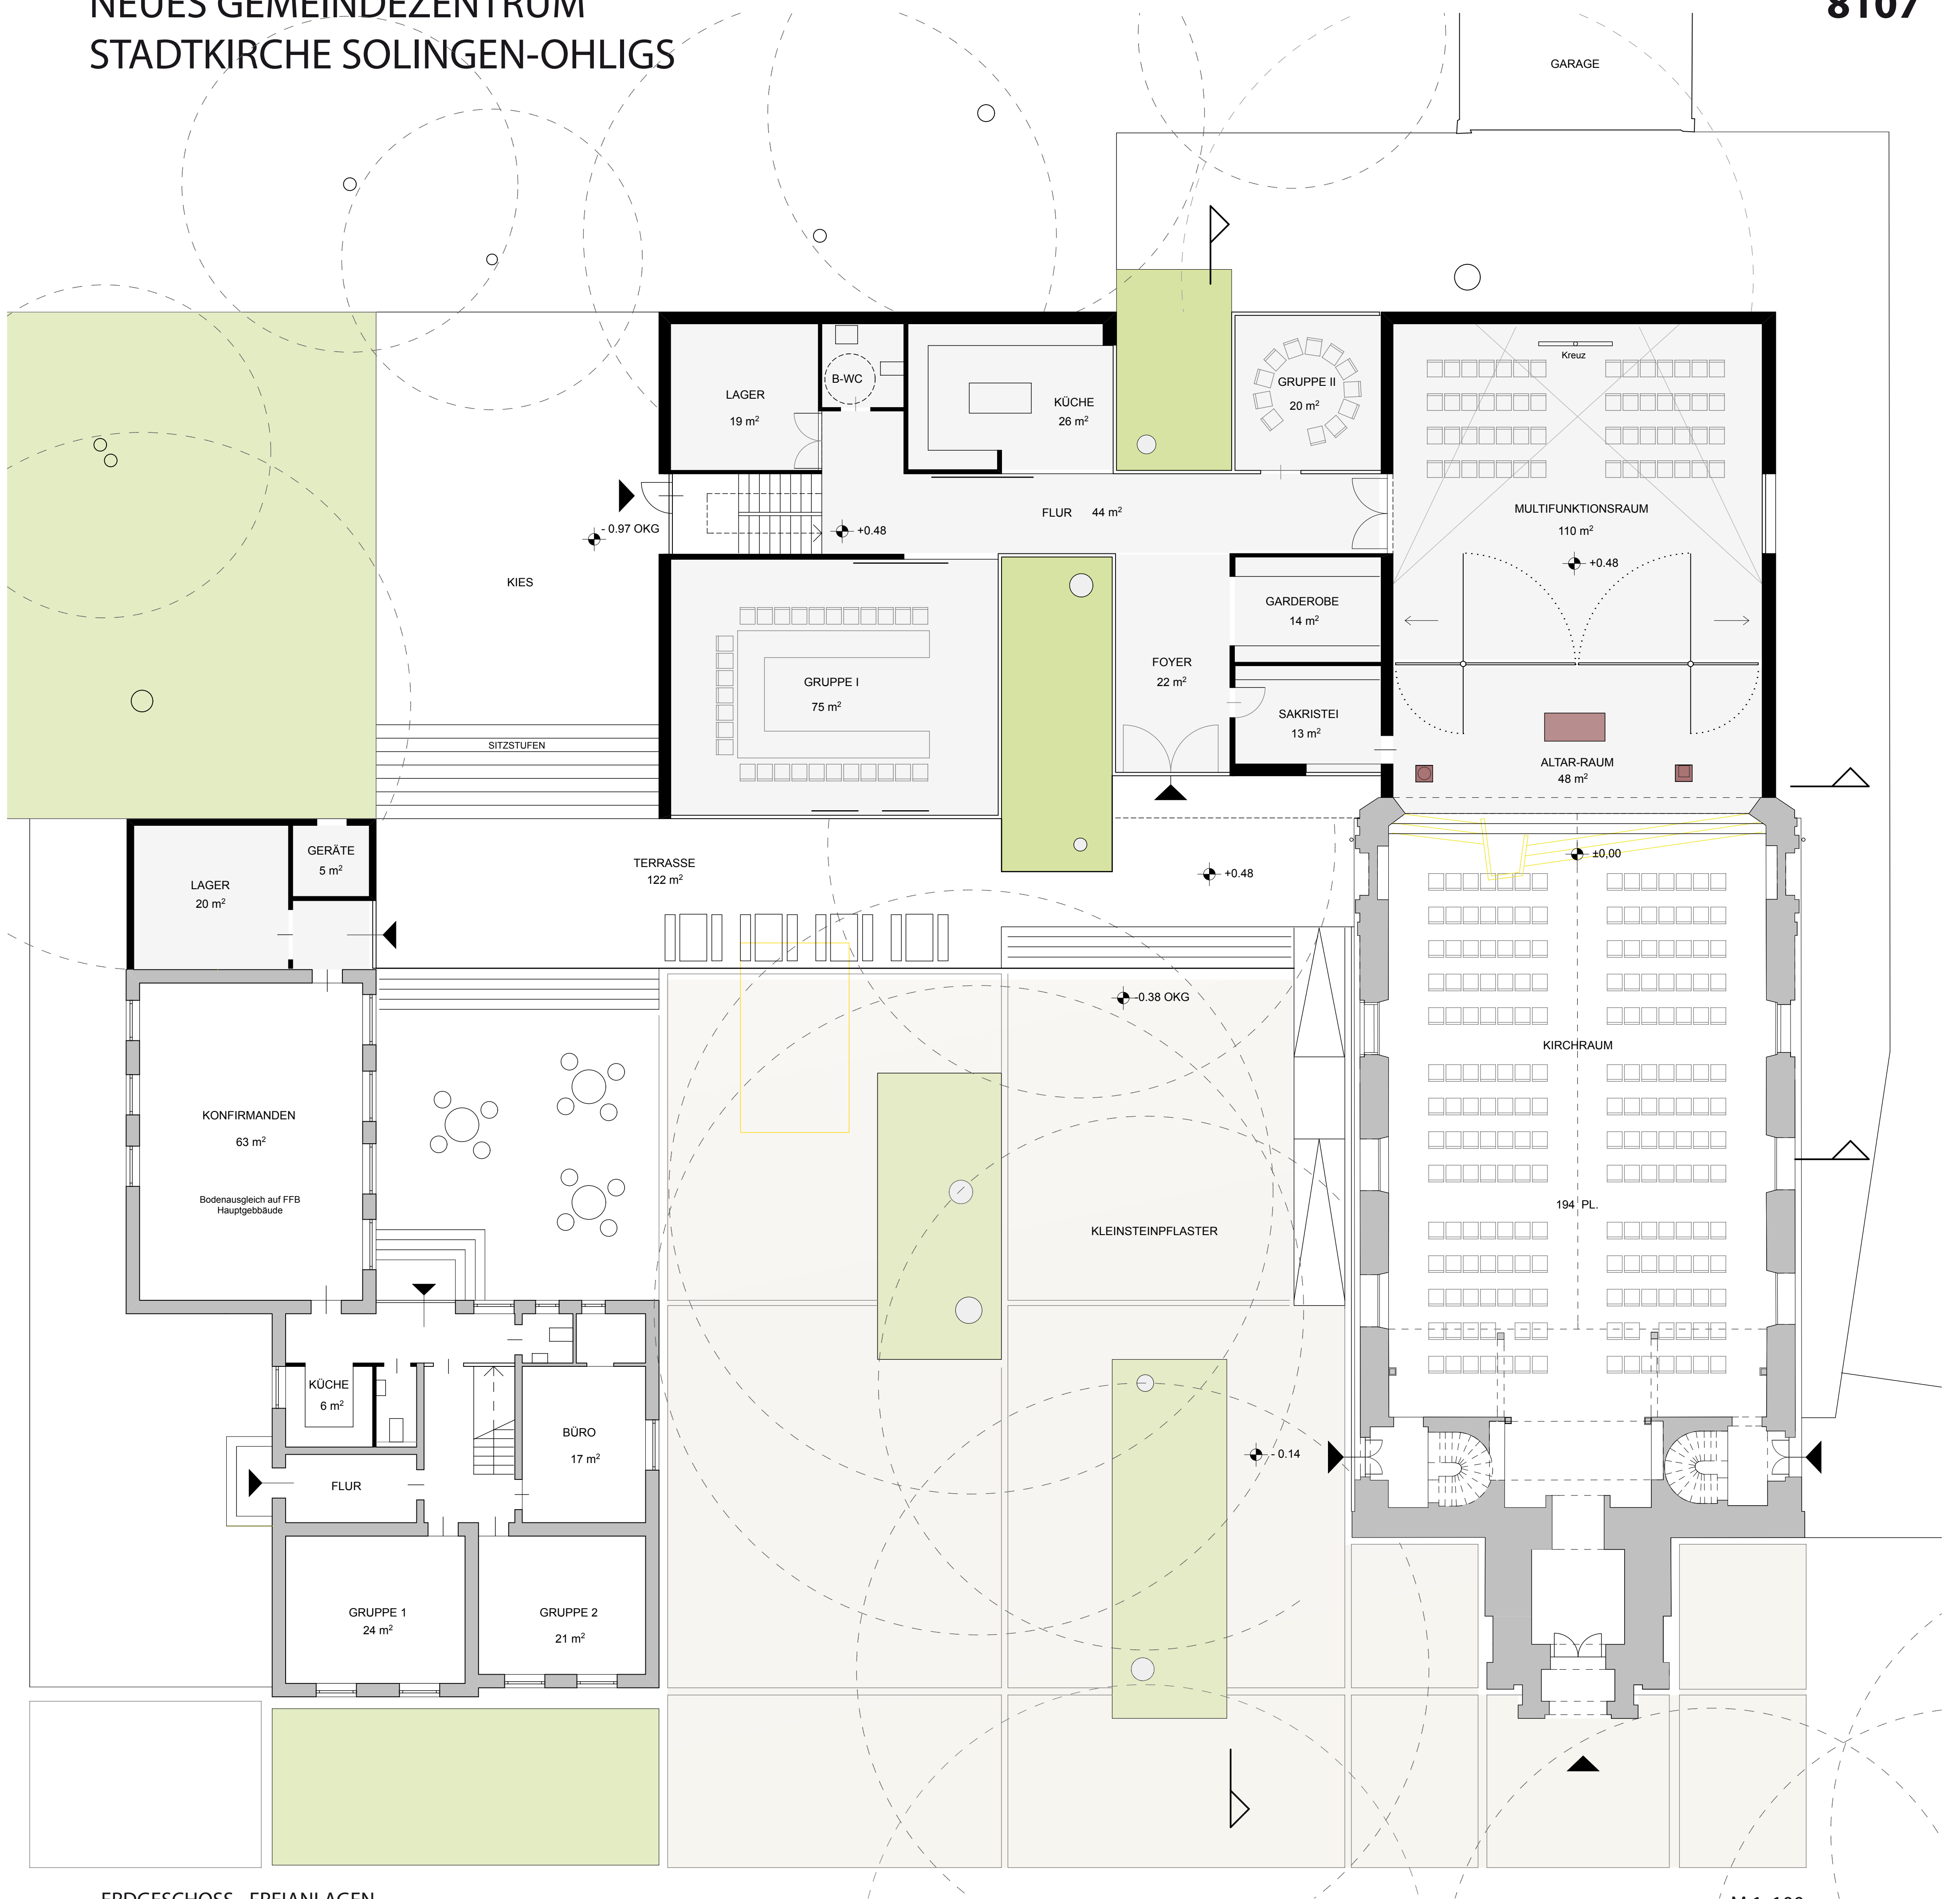 NEUES GEMEINDEZENTRUM
8107
STADTKIRCHE SOLINGEN-OHLIGS
GARAGE
Kreuz
LAGER
19 m²
B-WC
KÜCHE
26 m²
GRUPPE II
20 m²
MULTIFUNKTIONSRAUM
110 m²
+0.48
FLUR 44 m²
- 0.97 OKG
+0.48
KIES
GARDEROBE
14 m²
FOYER
22 m²
GRUPPE I
75 m²
SAKRISTEI
13 m²
SITZSTUFEN
ALTAR-RAUM
48 m²
GERÄTE
5 m²
LAGER
20 m²
TERRASSE
122 m²
+0.48
±0,00
-0.38 OKG
KIRCHRAUM
KONFIRMANDEN
63 m²
Bodenausgleich auf FFB
Hauptgebbäude
194 PL.
KLEINSTEINPFLASTER
KÜCHE
6 m²
BÜRO
17 m²
- 0.14
FLUR
GRUPPE 1
24 m²
GRUPPE 2
21 m²
ERDGESCHOSS - FREIANLAGEN
M 1: 100